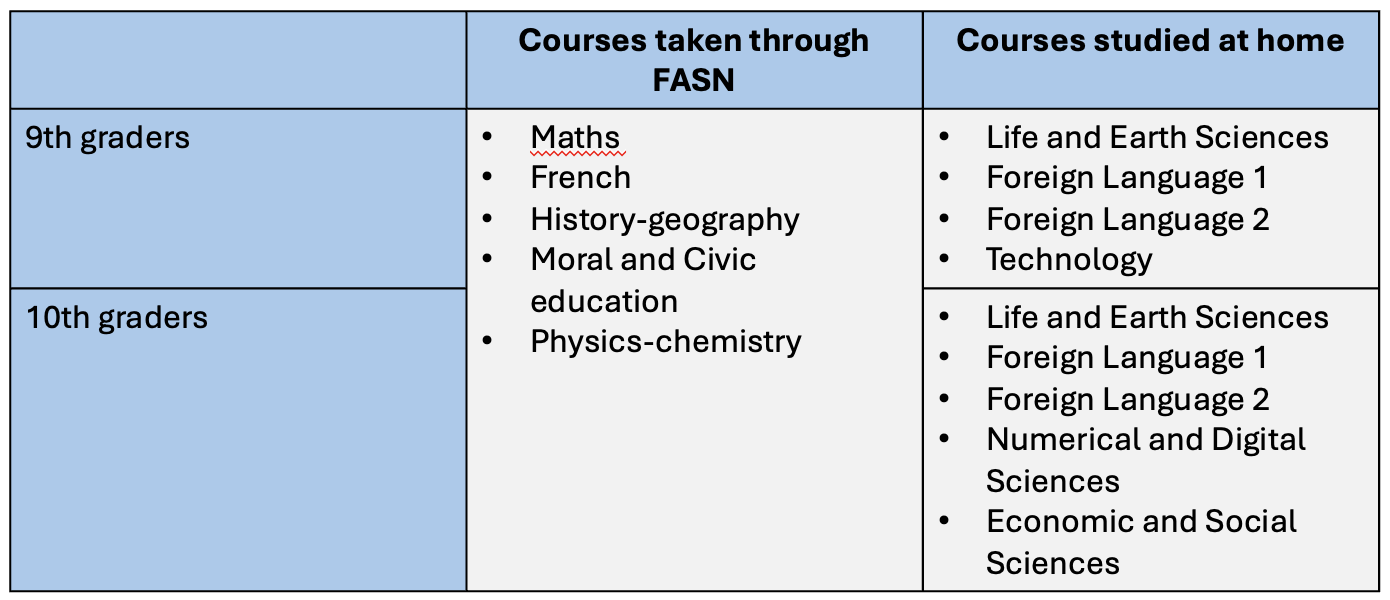 Courses taken through
FASN
Courses studied at home
9th graders
• Maths
• French
• History-geography
• Moral and Civic
education
• Physics-chemistry
• Life and Earth Sciences
• Foreign Language 1
• Foreign Language 2
• Technology
10th graders
• Life and Earth Sciences
• Foreign Language 1
• Foreign Language 2
• Numerical and Digital
Sciences
• Economic and Social
Sciences